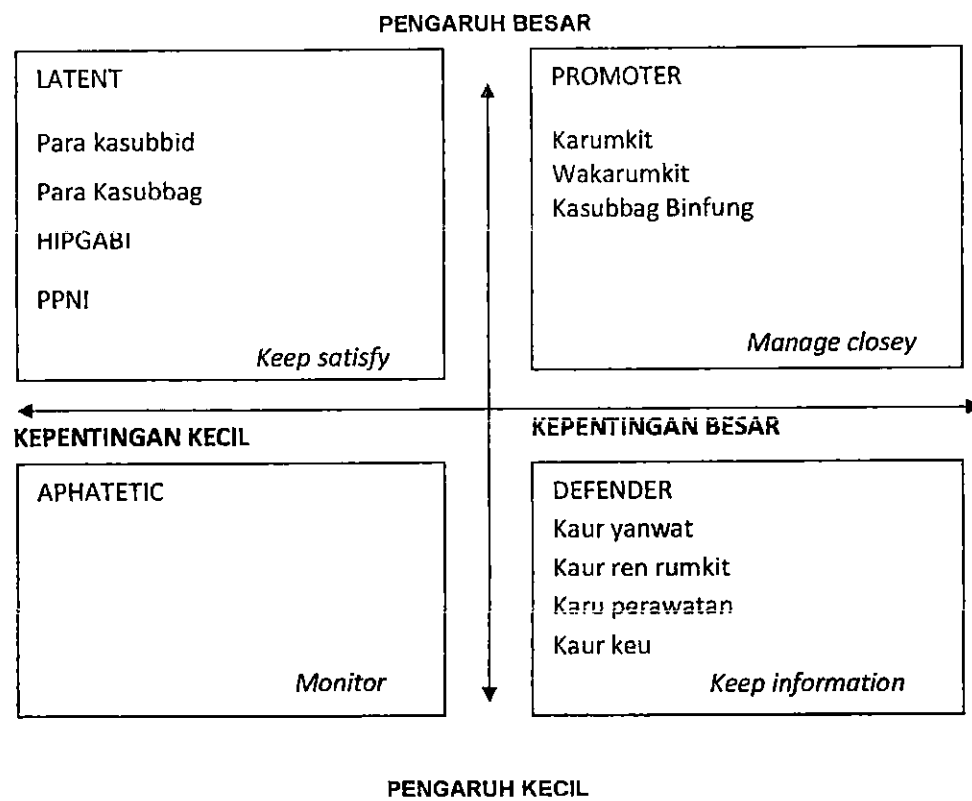 PENGARUH BESAR
LATENT
Para kasubbid
Para Kasubbag
HIPGABI
PPNI
Keep satisfy
PROMOTER
Karumkit
Wakarumkit
Kasubbag Binfung
Manage closey
KEPENTINGAN KECIL
KEPENTINGAN BESAR
APHATETIC
Monitor
DEFENDER
Kaur yanwat
Kaur ren rumkit
Karu perawatan
Kaur keu
Keep information
PENGARUH KECIL